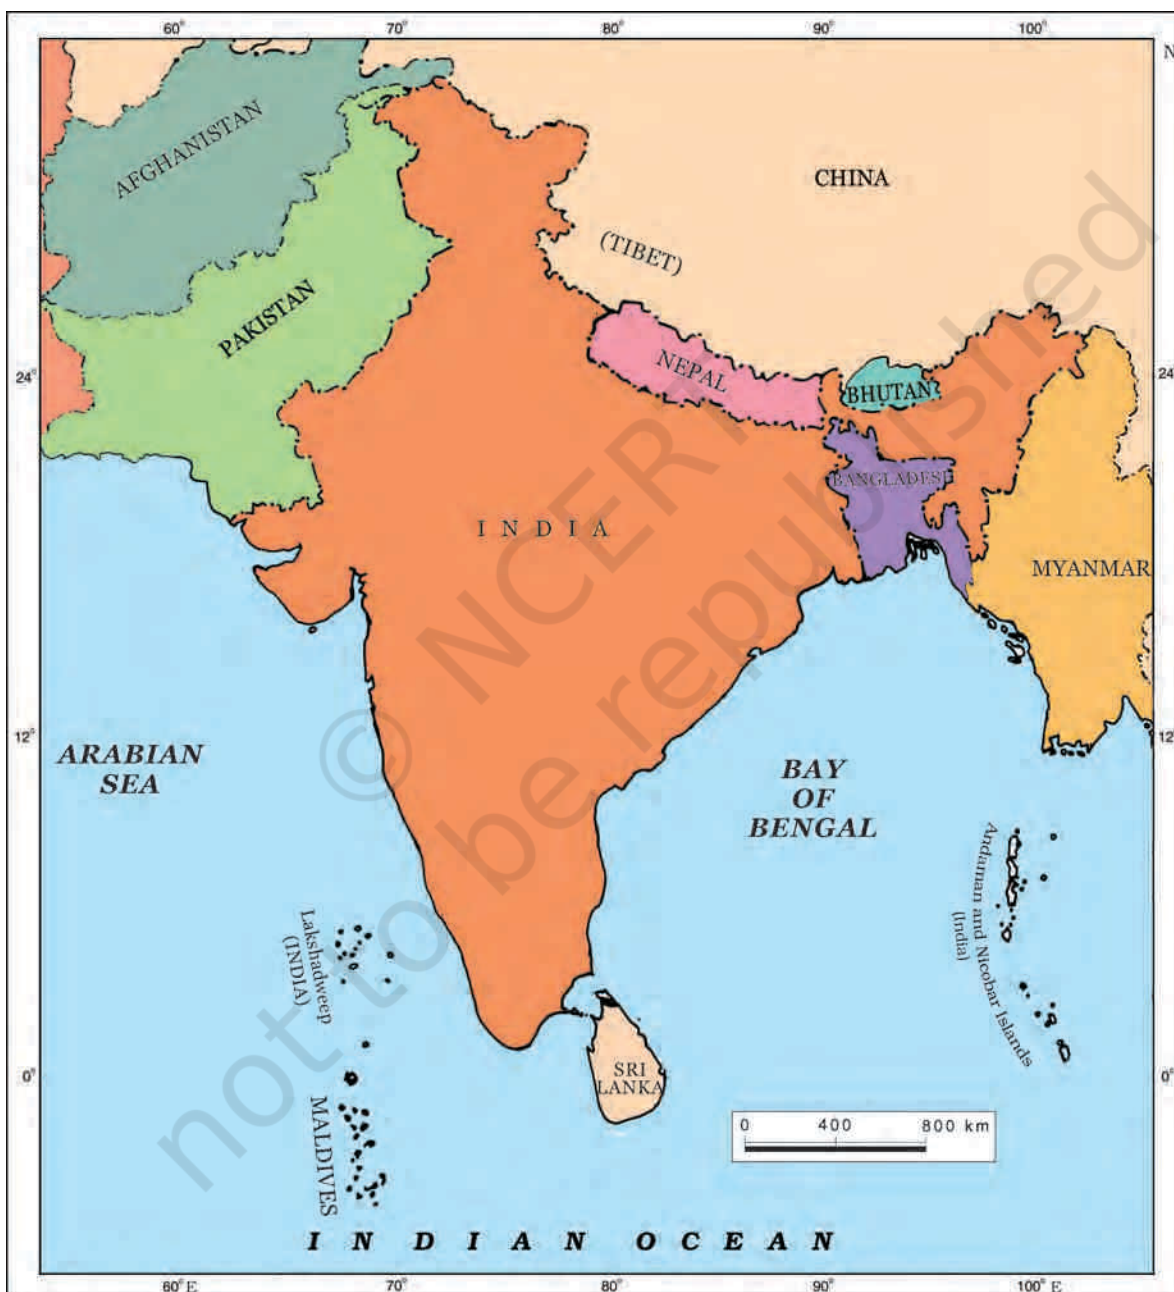 60°
70°
80°
90°
100°
N
AFGHANISTAN
CHINA
(TIBET)
PAKISTAN
24°
NEPAL
BHUTAN
24°
BANGLADESH
INDIA
MYANMAR
12°
ARABIAN
SEA
BAY
OF
BENGAL
12°
Andaman and Nicobar Islands
(India)
Lakshadweep
(INDIA)
0°
SRI
LANKA
0°
MALDIVES
0 400 800 km
INDIAN OCEAN
60° E
70°
80°
90°
100° E
© NCERT
not to be republished